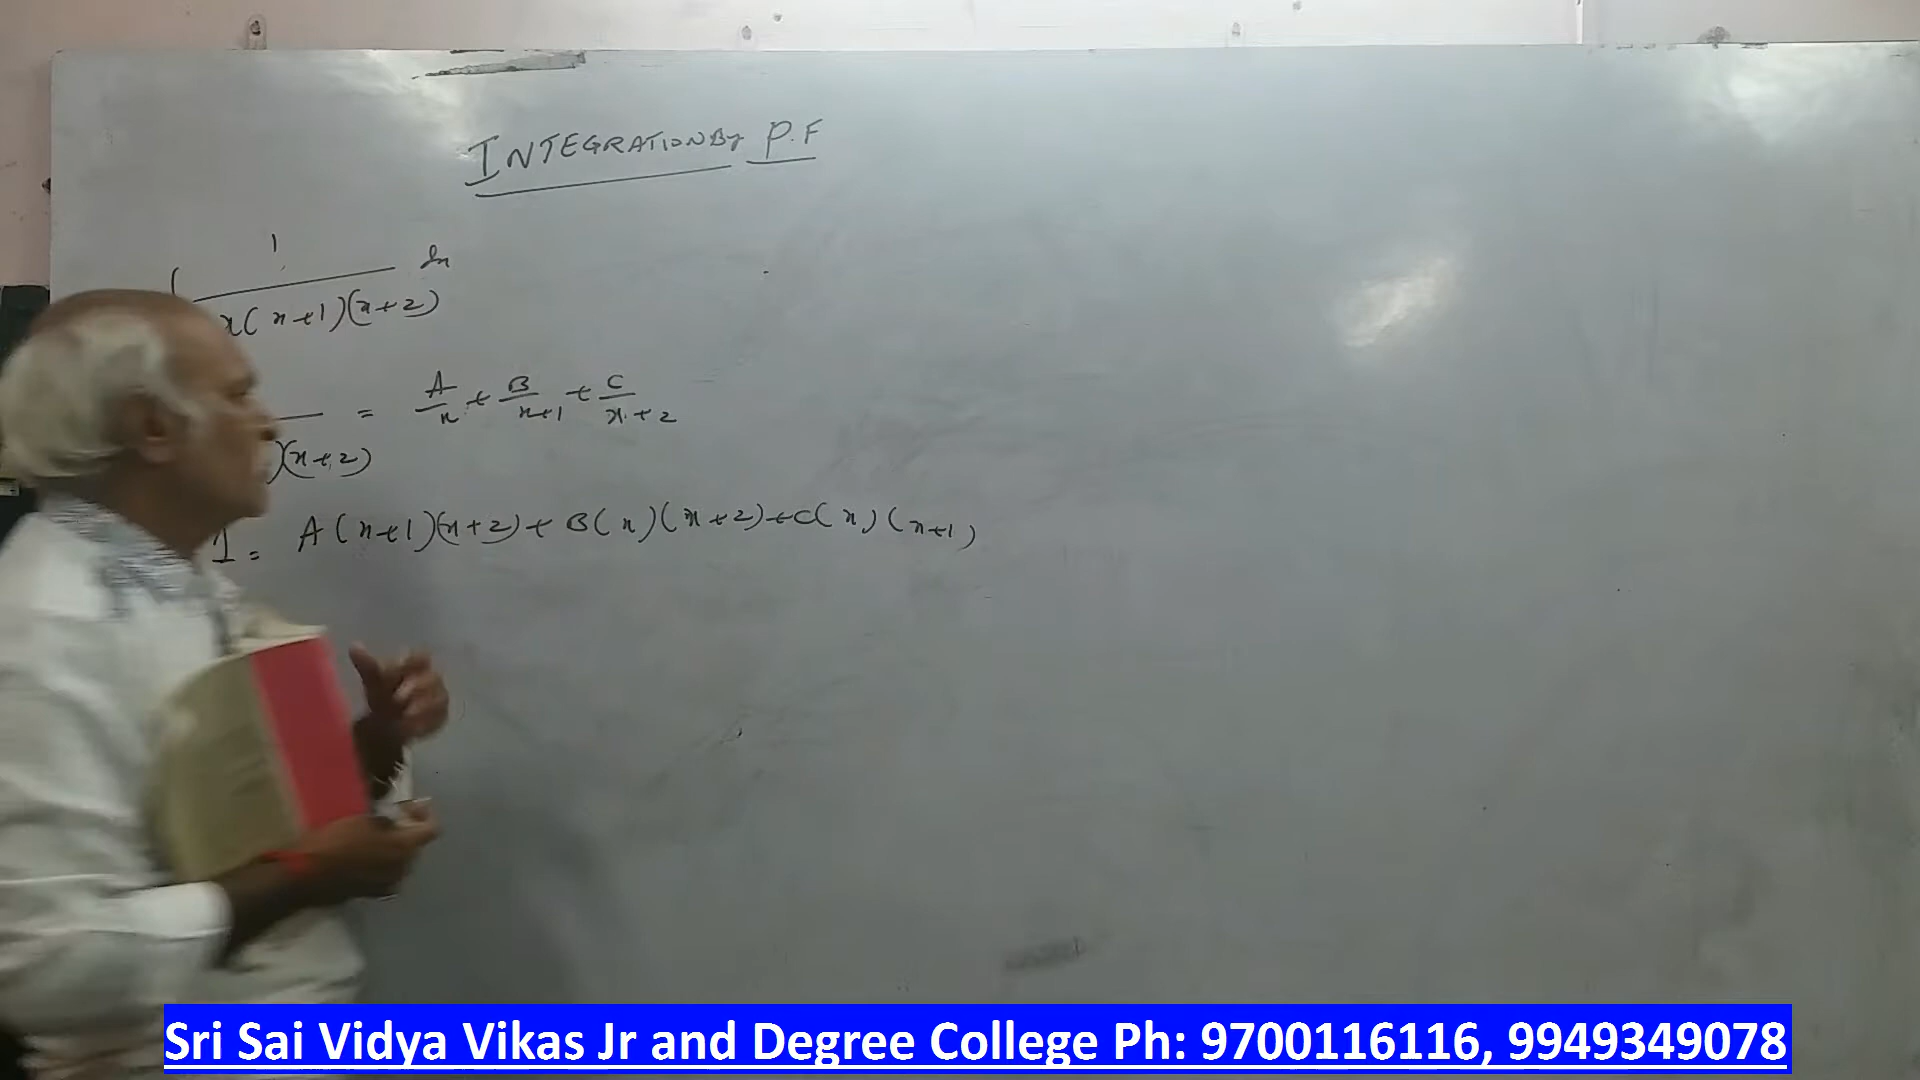 INTEGRATION By P.F
1
dx
x(x+1)(x+2)
= A/x + B/x+1 + C/x+2
)(x+2)
1 = A(x+1)(x+2) + B(x)(x+2) + C(x)(x+1)
Sri Sai Vidya Vikas Jr and Degree College Ph: 9700116116, 9949349078